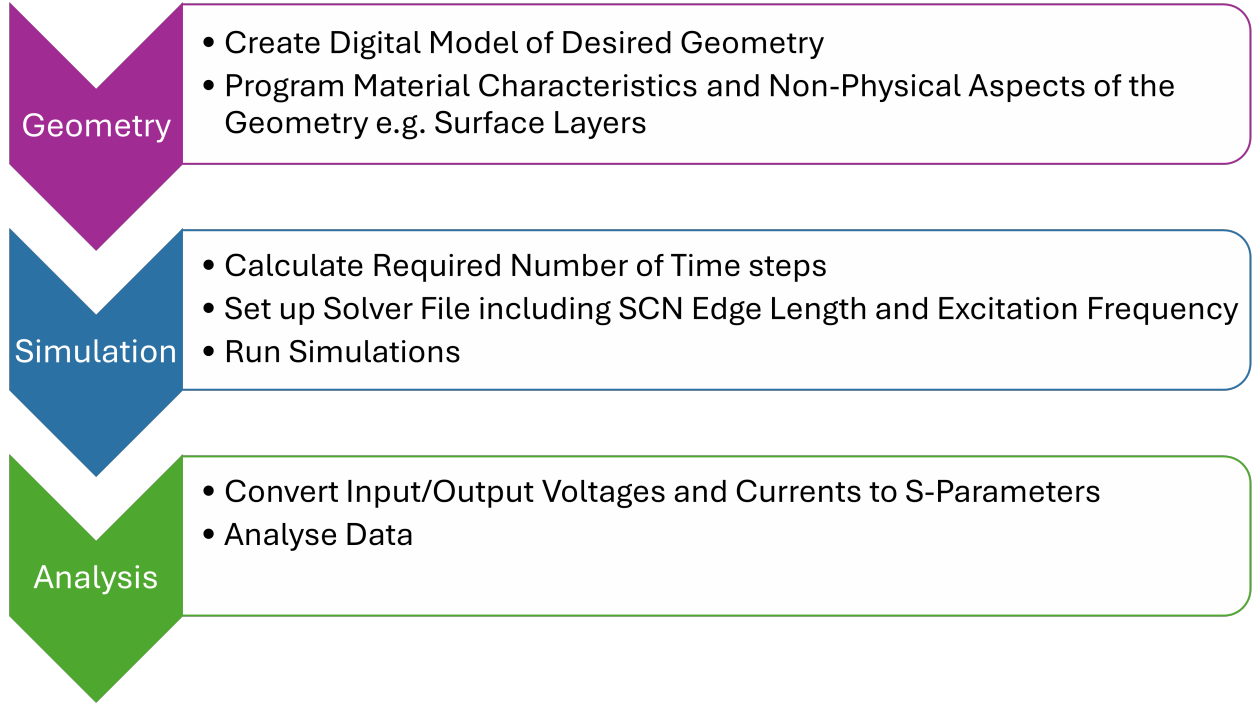 Geometry
• Create Digital Model of Desired Geometry
• Program Material Characteristics and Non-Physical Aspects of the
Geometry e.g. Surface Layers
Simulation
• Calculate Required Number of Time steps
• Set up Solver File including SCN Edge Length and Excitation Frequency
• Run Simulations
Analysis
• Convert Input/Output Voltages and Currents to S-Parameters
• Analyse Data